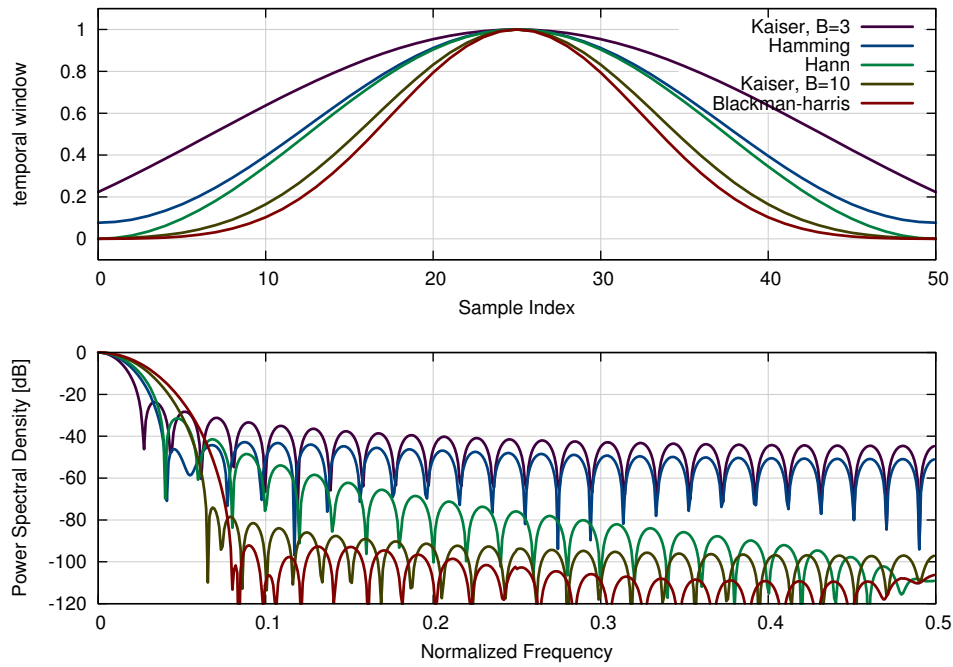 1
0.8
0.6
0.4
0.2
0
temporal window
Kaiser, B=3
Hamming
Hann
Kaiser, B=10
Blackman-harris
0 10 20 30 40 50
Sample Index
0
-20
-40
-60
-80
-100
-120
Power Spectral Density [dB]
0 0.1 0.2 0.3 0.4 0.5
Normalized Frequency